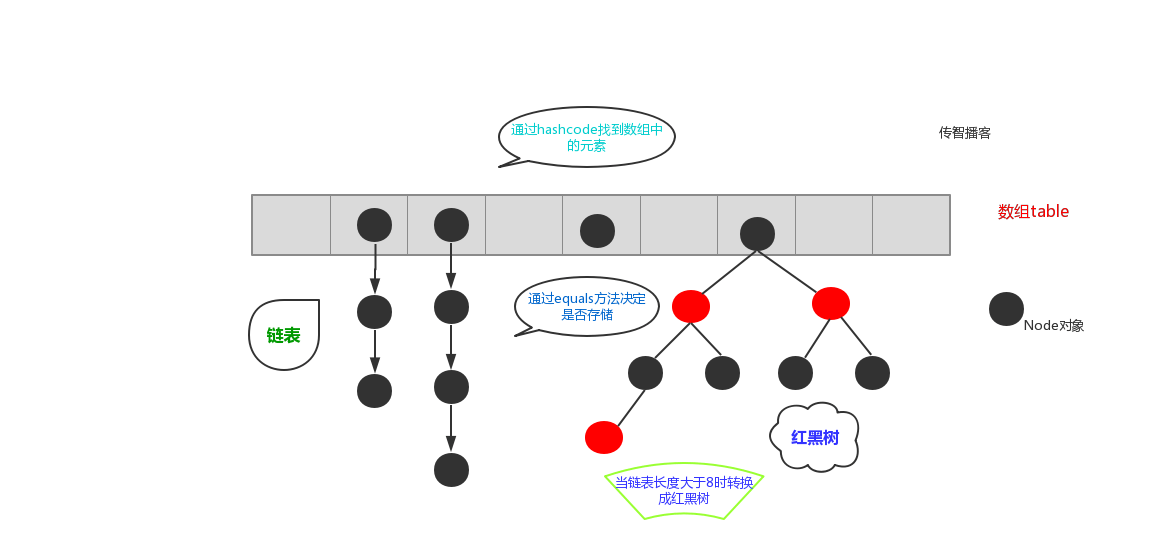 通过hashcode找到数组中
的元素
传智播客
数组table
通过equals方法决定
是否存储
链表
Node对象
红黑树
当链表长度大于8时转换
成红黑树